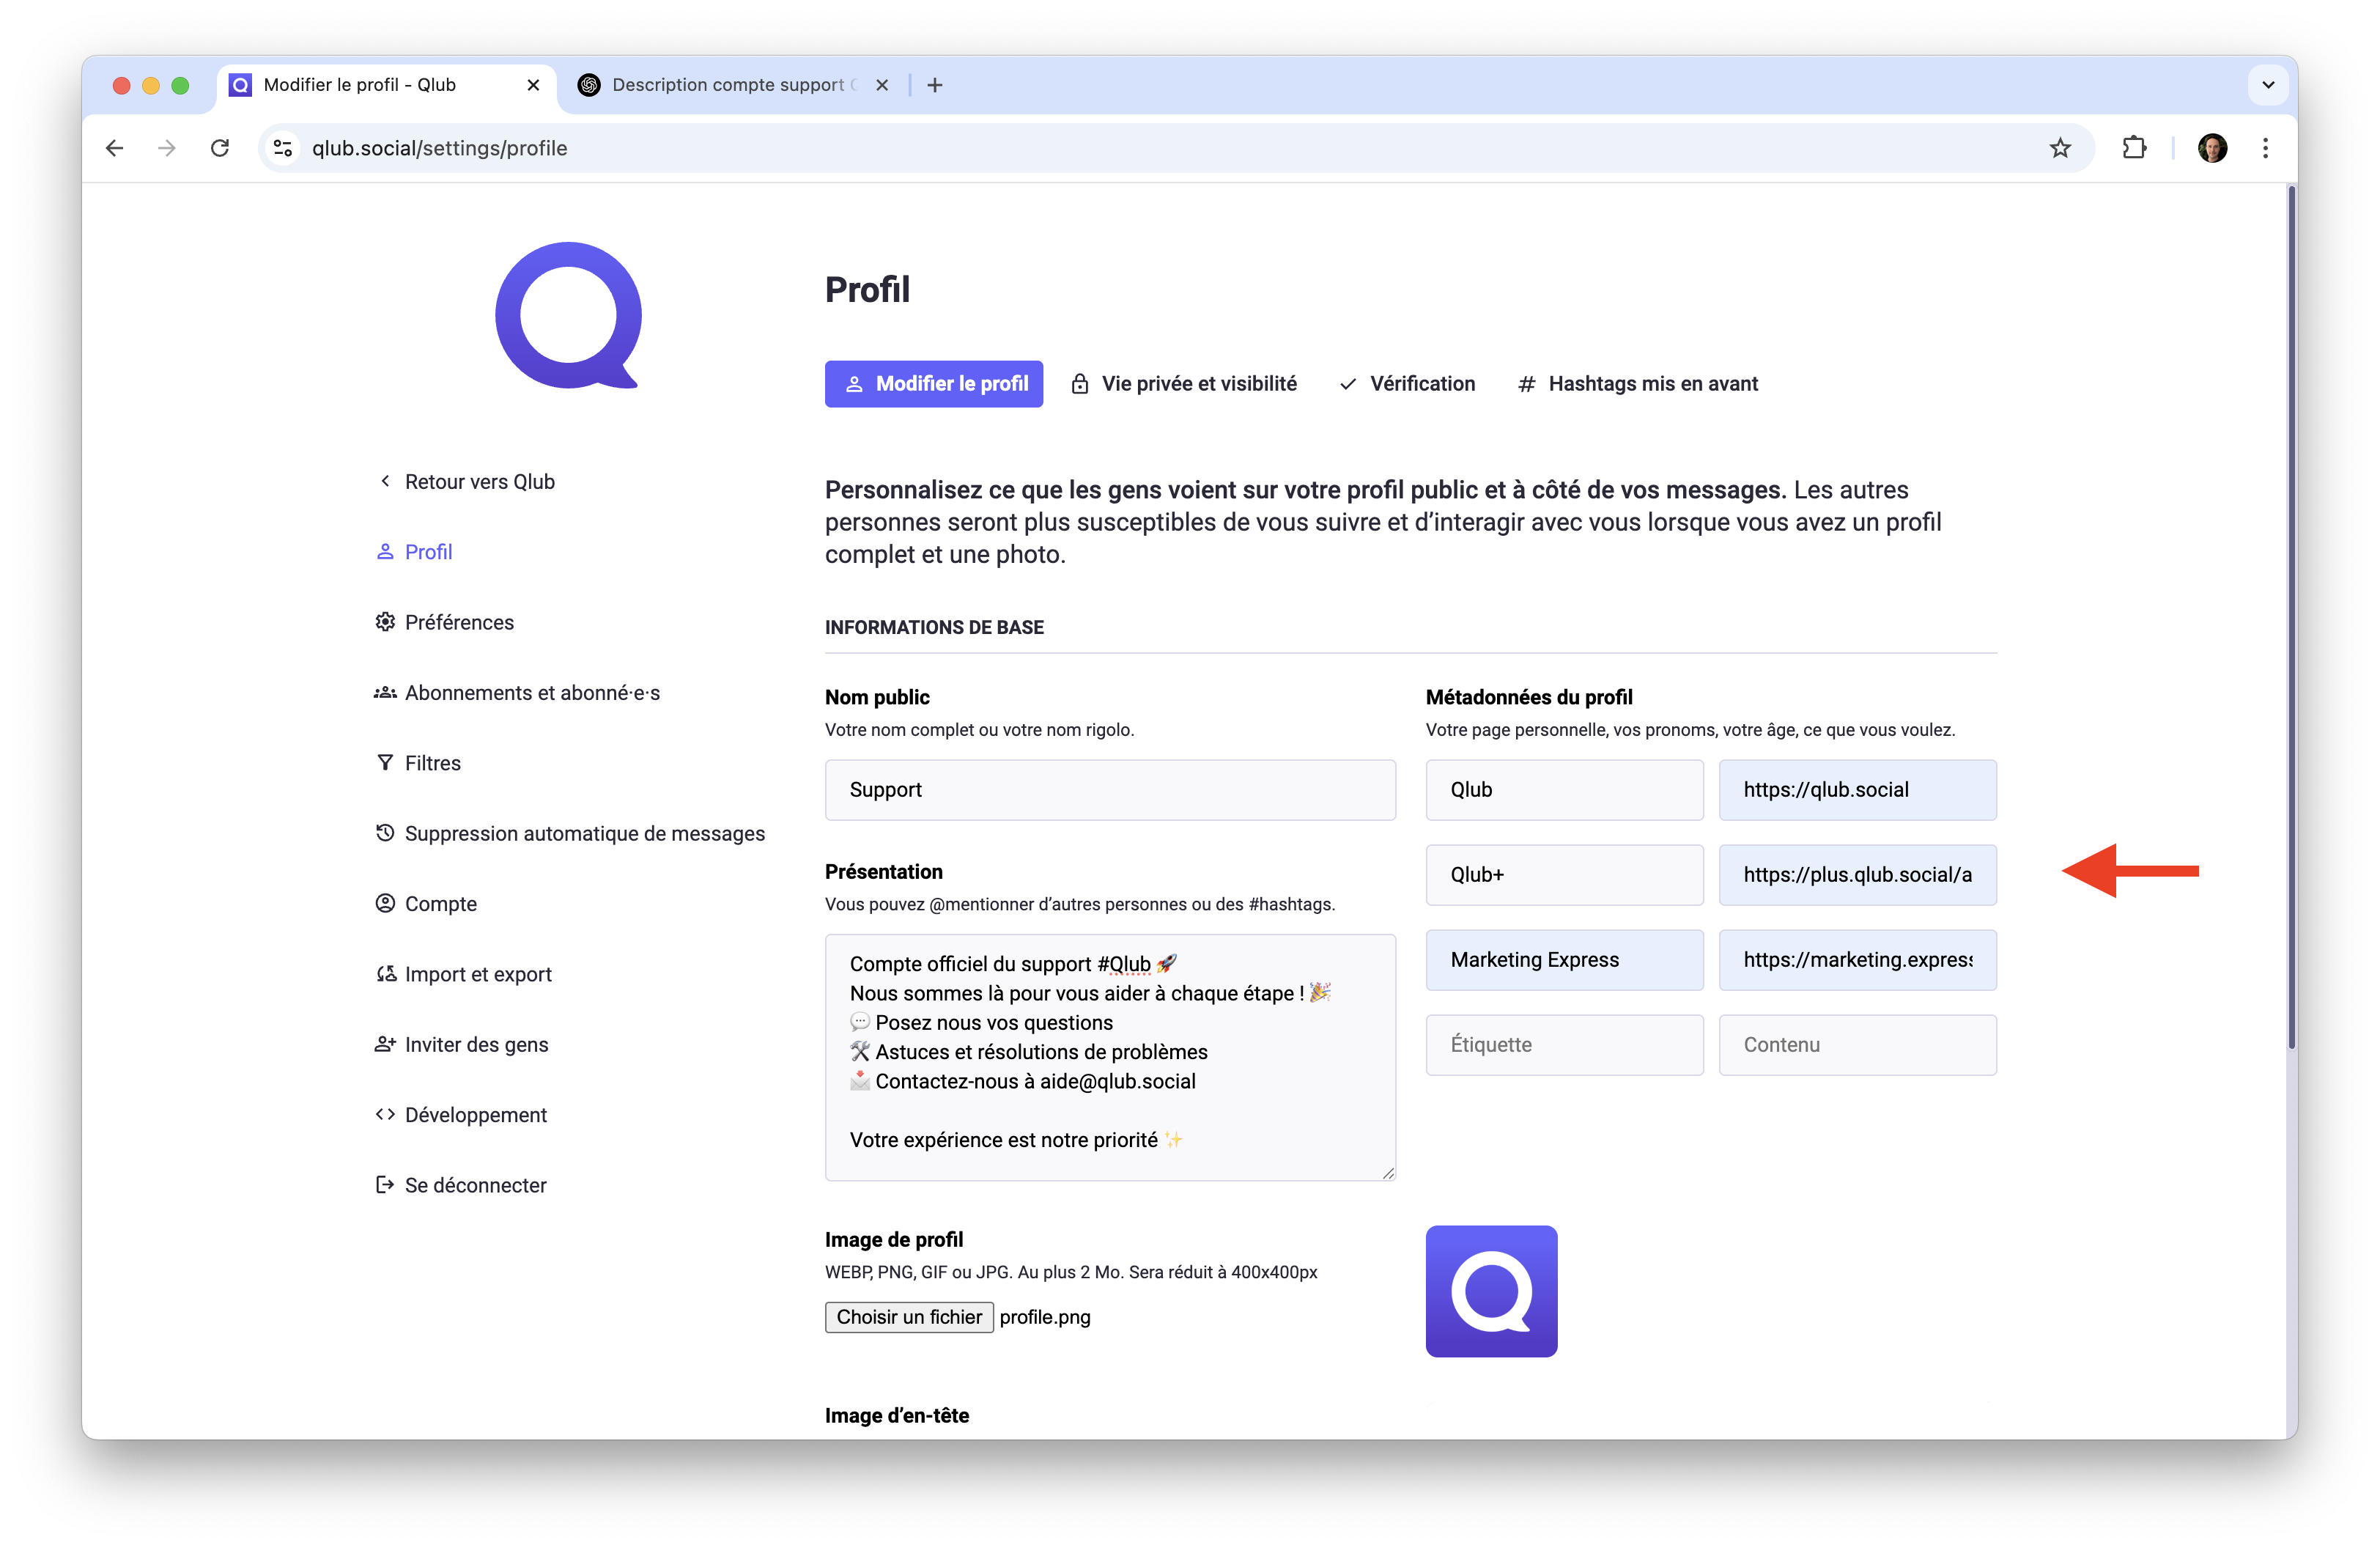 Modifier le profil - Qlub
Description compte support
qlub.social/settings/profile
Profil
Modifier le profil
Vie privée et visibilité
Vérification
# Hashtags mis en avant
Retour vers Qlub
Profil
Préférences
Abonnements et abonné·e·s
Filtres
Suppression automatique de messages
Compte
Import et export
Inviter des gens
Développement
Se déconnecter
Personnalisez ce que les gens voient sur votre profil public et à côté de vos messages. Les autres
personnes seront plus susceptibles de vous suivre et d’interagir avec vous lorsque vous avez un profil
complet et une photo.
INFORMATIONS DE BASE
Nom public
Votre nom complet ou votre nom rigolo.
Support
Présentation
Vous pouvez @mentionner d’autres personnes ou des #hashtags.
Compte officiel du support #Qlub 🚀
Nous sommes là pour vous aider à chaque étape ! 🎉
💬 Posez nous vos questions
🛠 Astuces et résolutions de problèmes
📩 Contactez-nous à aide@qlub.social
Votre expérience est notre priorité ✨
Métadonnées du profil
Votre page personnelle, vos pronoms, votre âge, ce que vous voulez.
Qlub
https://qlub.social
Qlub+
https://plus.qlub.social/a
Marketing Express
https://marketing.express
Étiquette
Contenu
Image de profil
WEBP, PNG, GIF ou JPG. Au plus 2 Mo. Sera réduit à 400x400px
Choisir un fichier profile.png
Image d’en-tête